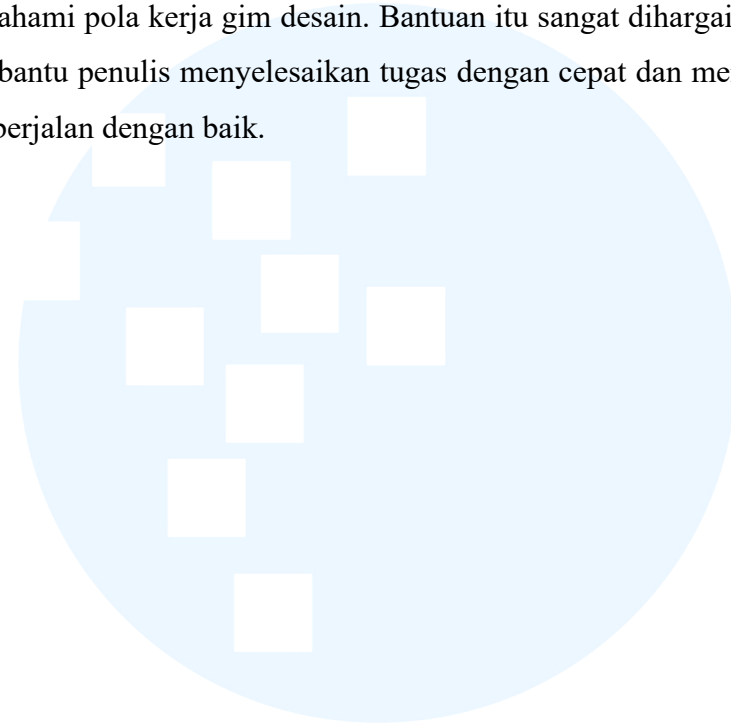 ahami pola kerja gim desain. Bantuan itu sangat dihargai
bantu penulis menyelesaikan tugas dengan cepat dan me
berjalan dengan baik.